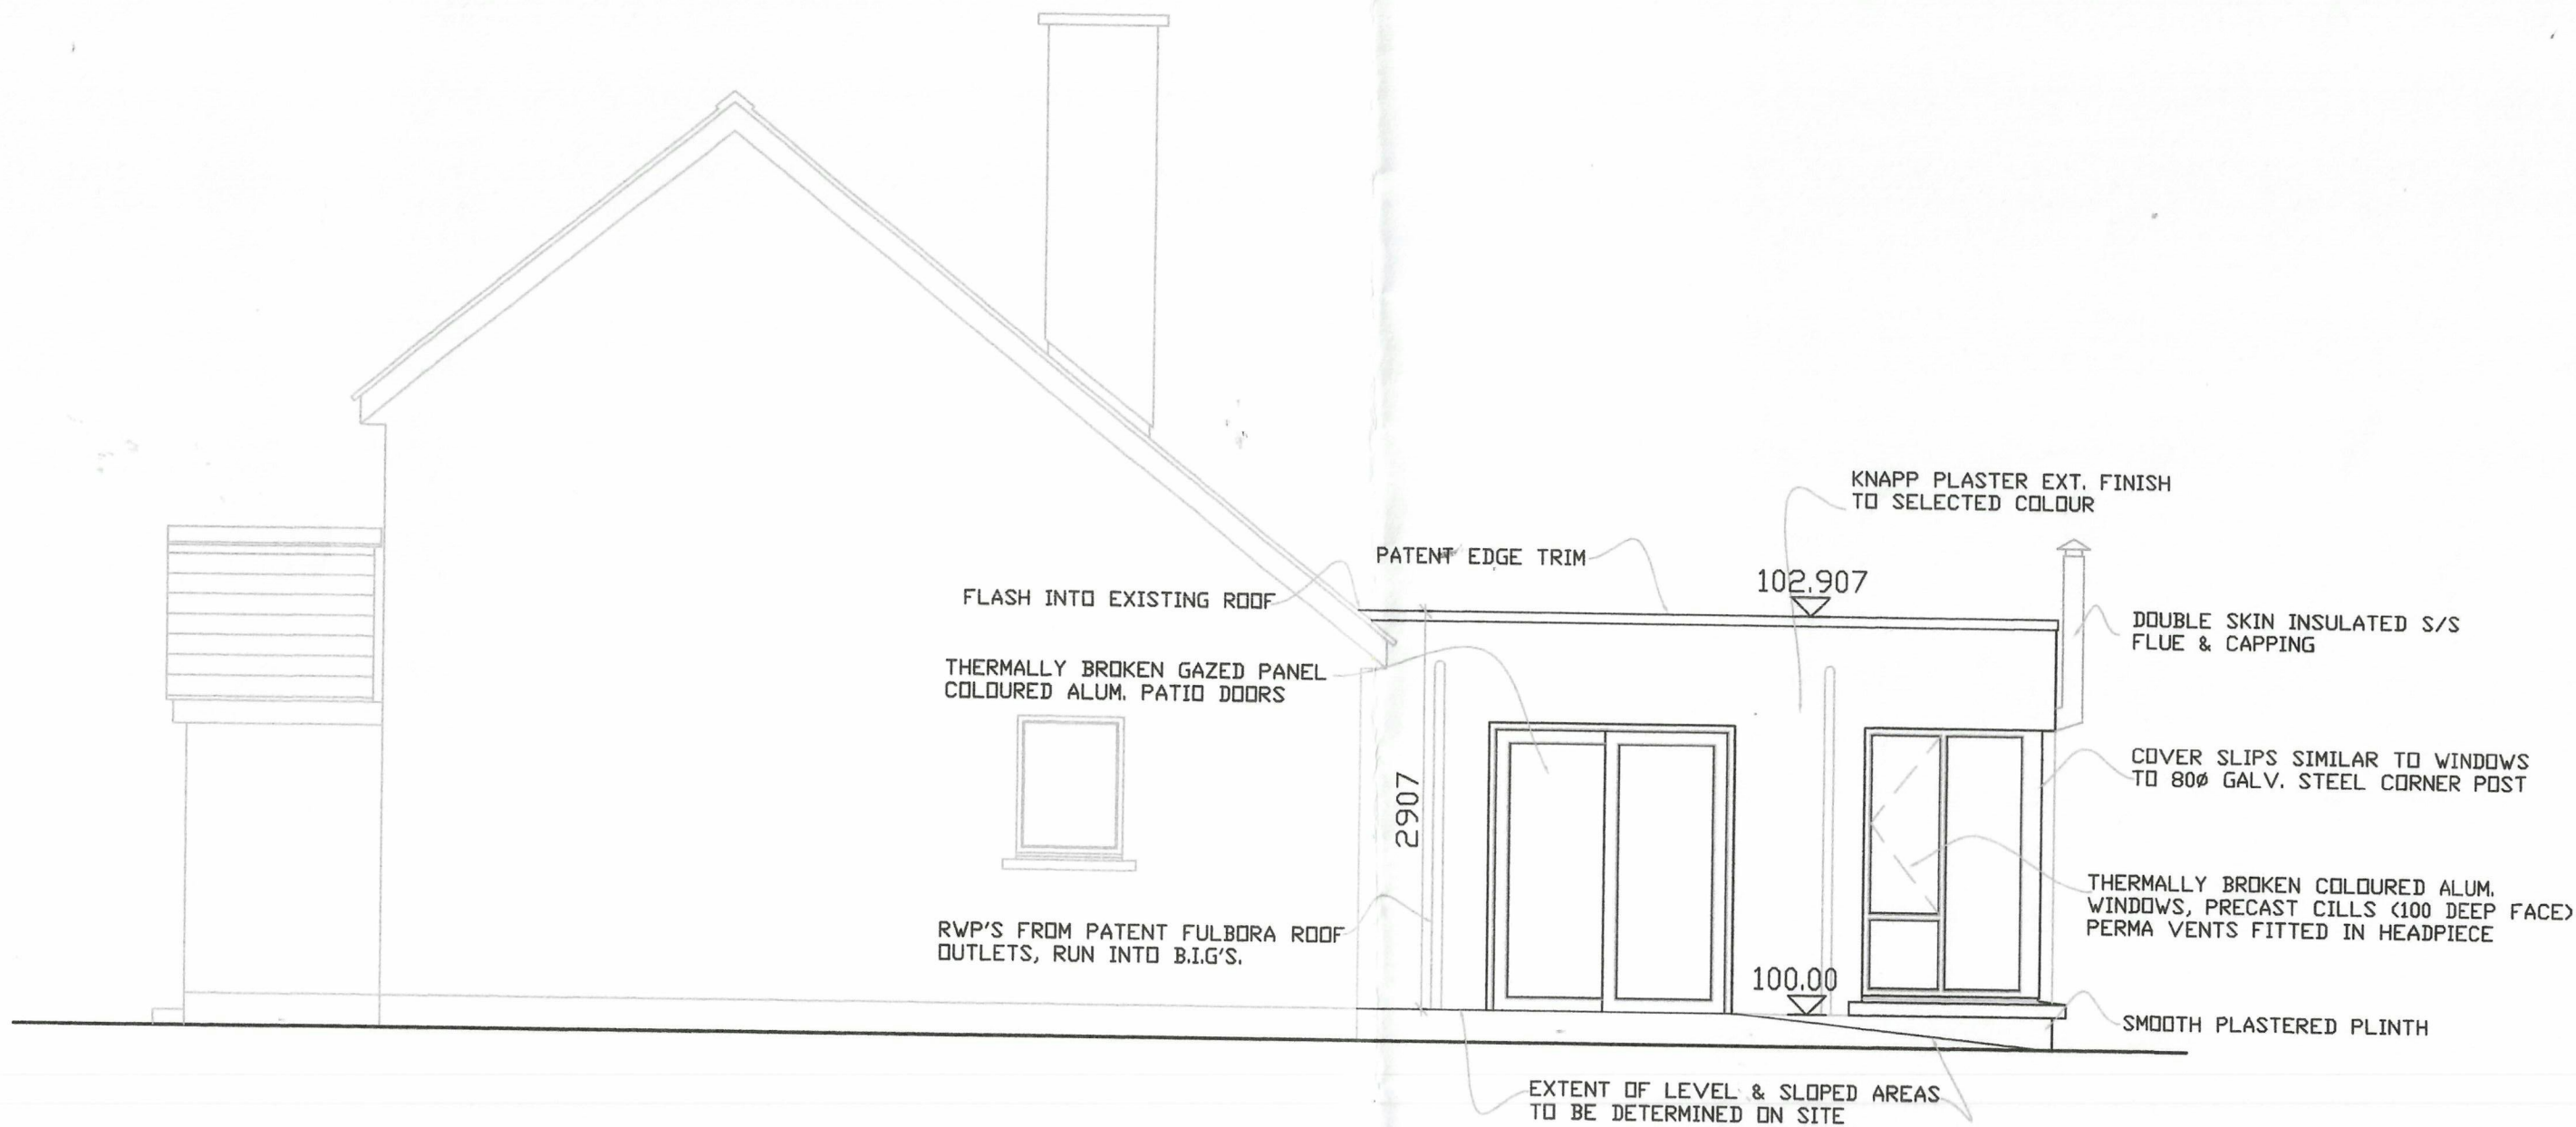 KNAPP PLASTER EXT. FINISH
TO SELECTED COLOUR
PATENT EDGE TRIM
102.907
FLASH INTO EXISTING ROOF
DOUBLE SKIN INSULATED S/S
FLUE & CAPPING
THERMALLY BROKEN GAZED PANEL
COLOURED ALUM. PATIO DOORS
COVER SLIPS SIMILAR TO WINDOWS
TO 80Ø GALV. STEEL CORNER POST
2907
THERMALLY BROKEN COLOURED ALUM.
WINDOWS, PRECAST CILLS (100 DEEP FACE)
PERMA VENTS FITTED IN HEADPIECE
RWP'S FROM PATENT FULBORA ROOF
OUTLETS, RUN INTO B.I.G'S.
100.00
SMOOTH PLASTERED PLINTH
EXTENT OF LEVEL & SLOPED AREAS
TO BE DETERMINED ON SITE